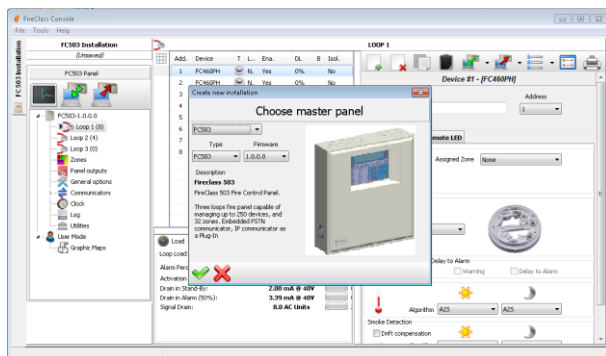 FireClass Console
File Tools Help
FC503 Installation
FC503 Installation
(Unsaved)
FC503 Panel
FC503-1.0.0.0
Loop 1 (8)
Loop 2 (4)
Loop 3 (0)
Zones
Panel outputs
General options
Communicators
Clock
Log
Utilities
User Mode
Graphic Maps
Add. Device T L... Ena. DL B Isol.
1 FC460PH N. Yes 0% No
2 FC460PH N. Yes 0% No
3
4
5
6
7
8
Create new installation
Choose master panel
FC503
Type Firmware
FC503 1.0.0.0
Description
Fireclass 503
FireClass 503 Fire Control Panel.
Three loops fire panel capable of
managing up to 250 devices, and
32 zones. Embedded PSTN
communicator, IP communicator as
a Plug-In
Load
Loop Load
Alarm Perc
Activation
Drain in Stand-By: 2.00 mA @ 40V
Drain in Alarm (50%): 3.39 mA @ 40V
Signal Drain: 8.0 AC Units
LOOP 1
Device #1 - [FC460PH]
Address
1
mote LED
Assigned Zone None
Delay to Alarm
Warning Delay to Alarm
Algorithm A2S A2S
Smoke Detection
Drift compensation